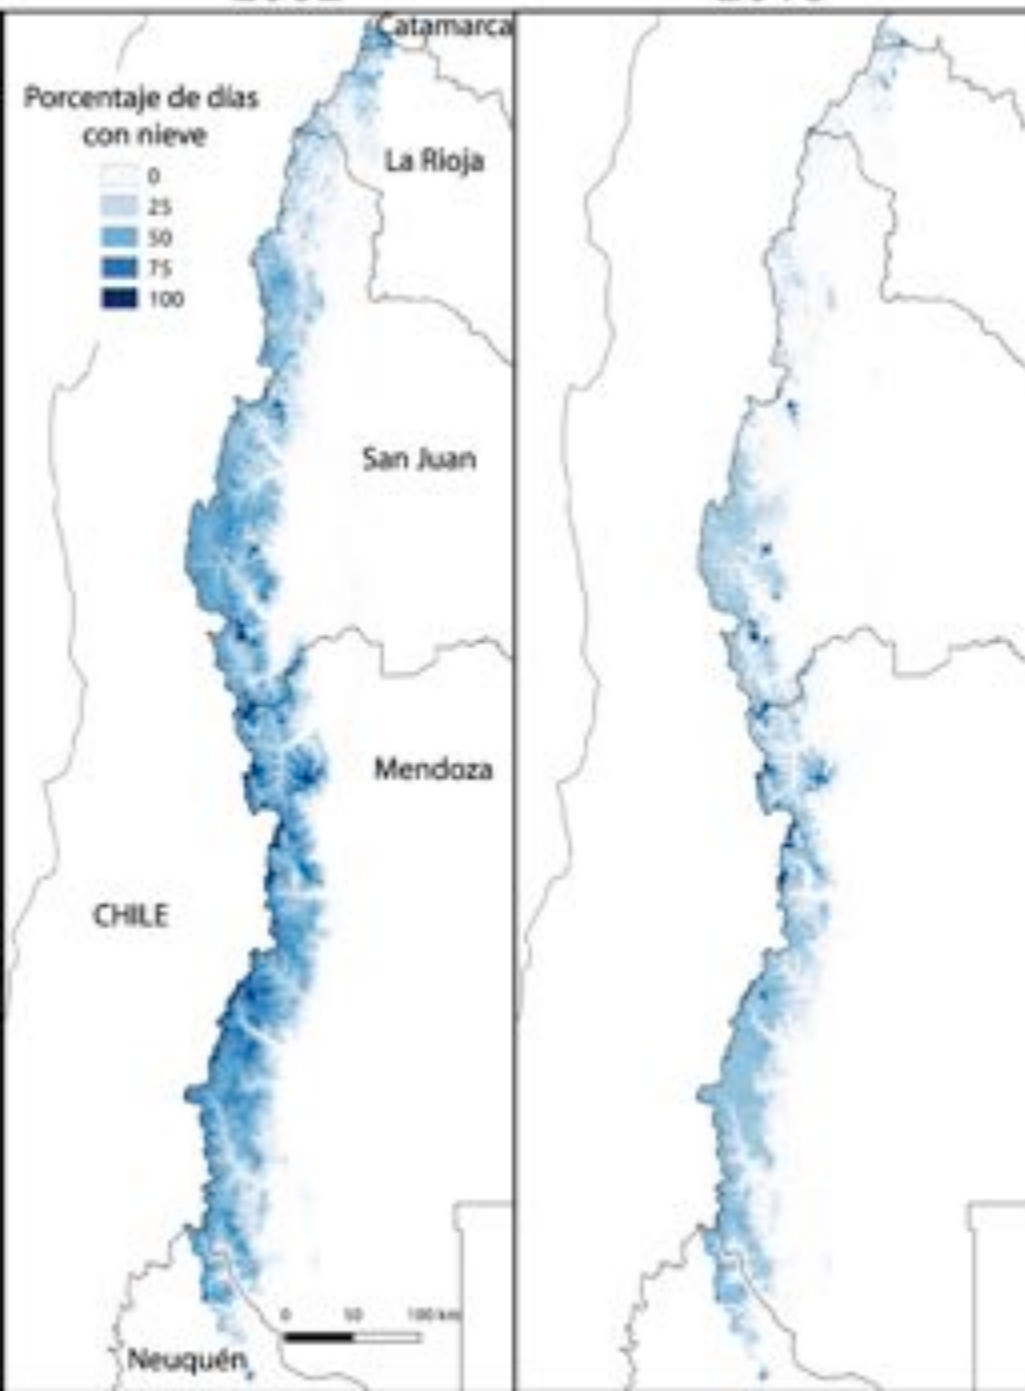 Catamarca
Porcentaje de días
con nieve
0
25
50
75
100
La Rioja
San Juan
Mendoza
CHILE
0 50 100 km
Neuquén